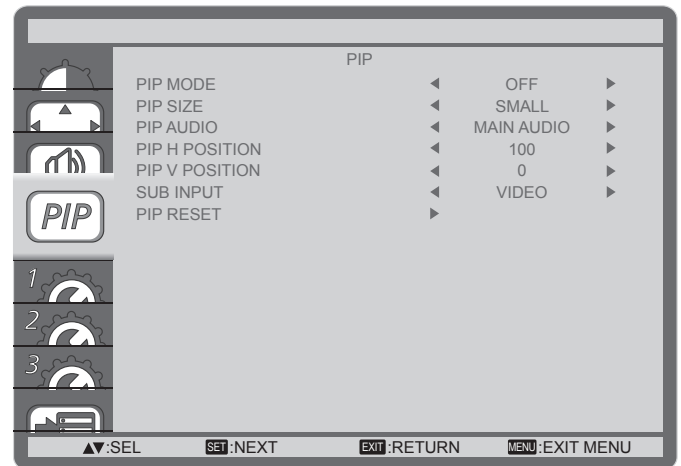 PIP
PIP MODE ◀ OFF ▶
PIP SIZE ◀ SMALL ▶
PIP AUDIO ◀ MAIN AUDIO ▶
PIP H POSITION ◀ 100 ▶
PIP V POSITION ◀ 0 ▶
SUB INPUT ◀ VIDEO ▶
PIP RESET ▶
PIP
1
2
3
▲▼:SEL SET:NEXT EXIT:RETURN MENU:EXIT MENU